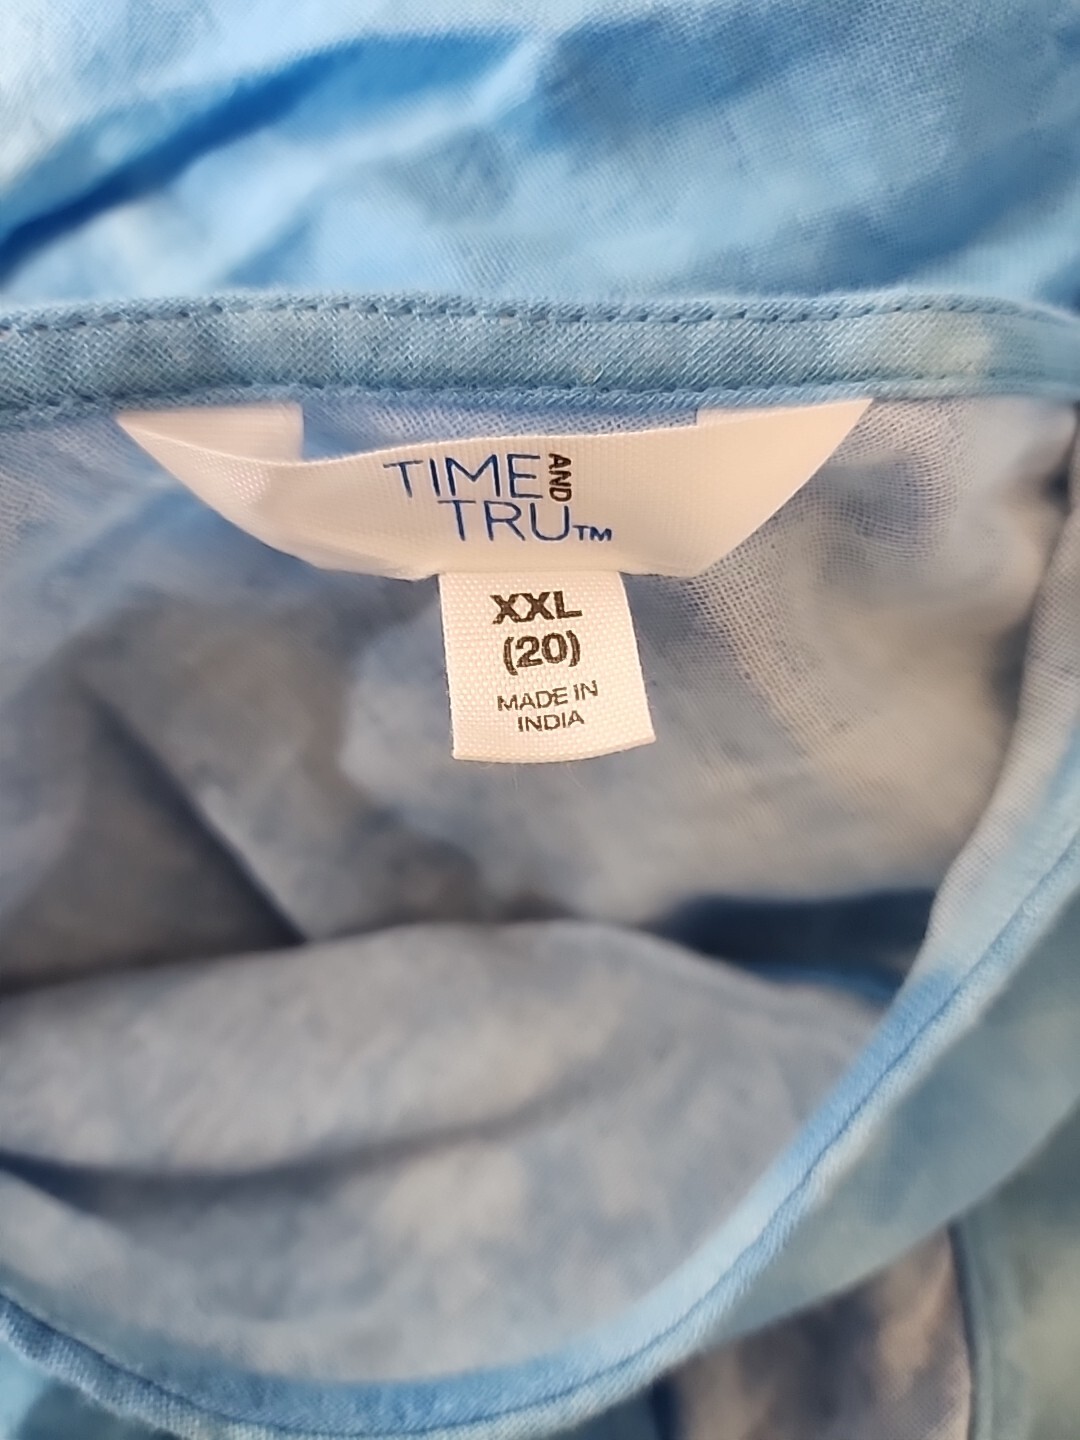 TIME AND
TRU™
XXL
(20)
MADE IN
INDIA